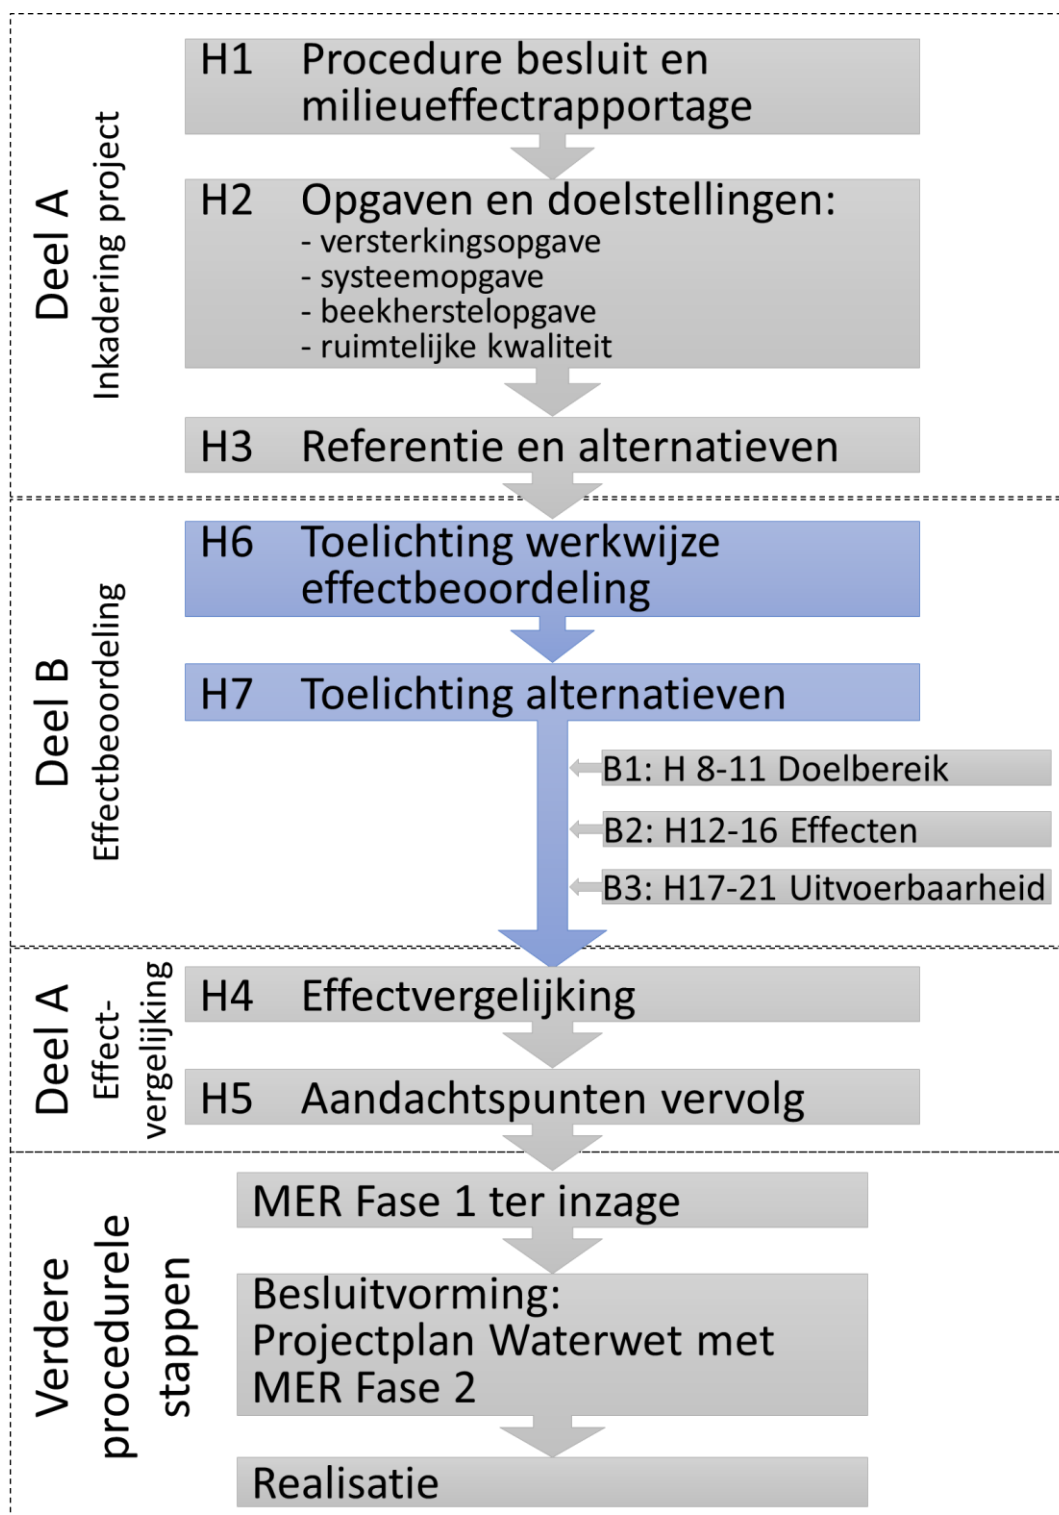 Deel A
Inkadering project
H1 Procedure besluit en
milieueffectrapportage
H2 Opgaven en doelstellingen:
- versterkingsopgave
- systeemopgave
- beekherstelopgave
- ruimtelijke kwaliteit
H3 Referentie en alternatieven
Deel B
Effectbeoordeling
H6 Toelichting werkwijze
effectbeoordeling
H7 Toelichting alternatieven
B1: H 8-11 Doelbereik
B2: H12-16 Effecten
B3: H17-21 Uitvoerbaarheid
Deel A
Effect-
vergelijking
H4 Effectvergelijking
H5 Aandachtspunten vervolg
Verdere
procedurele
stappen
MER Fase 1 ter inzage
Besluitvorming:
Projectplan Waterwet met
MER Fase 2
Realisatie